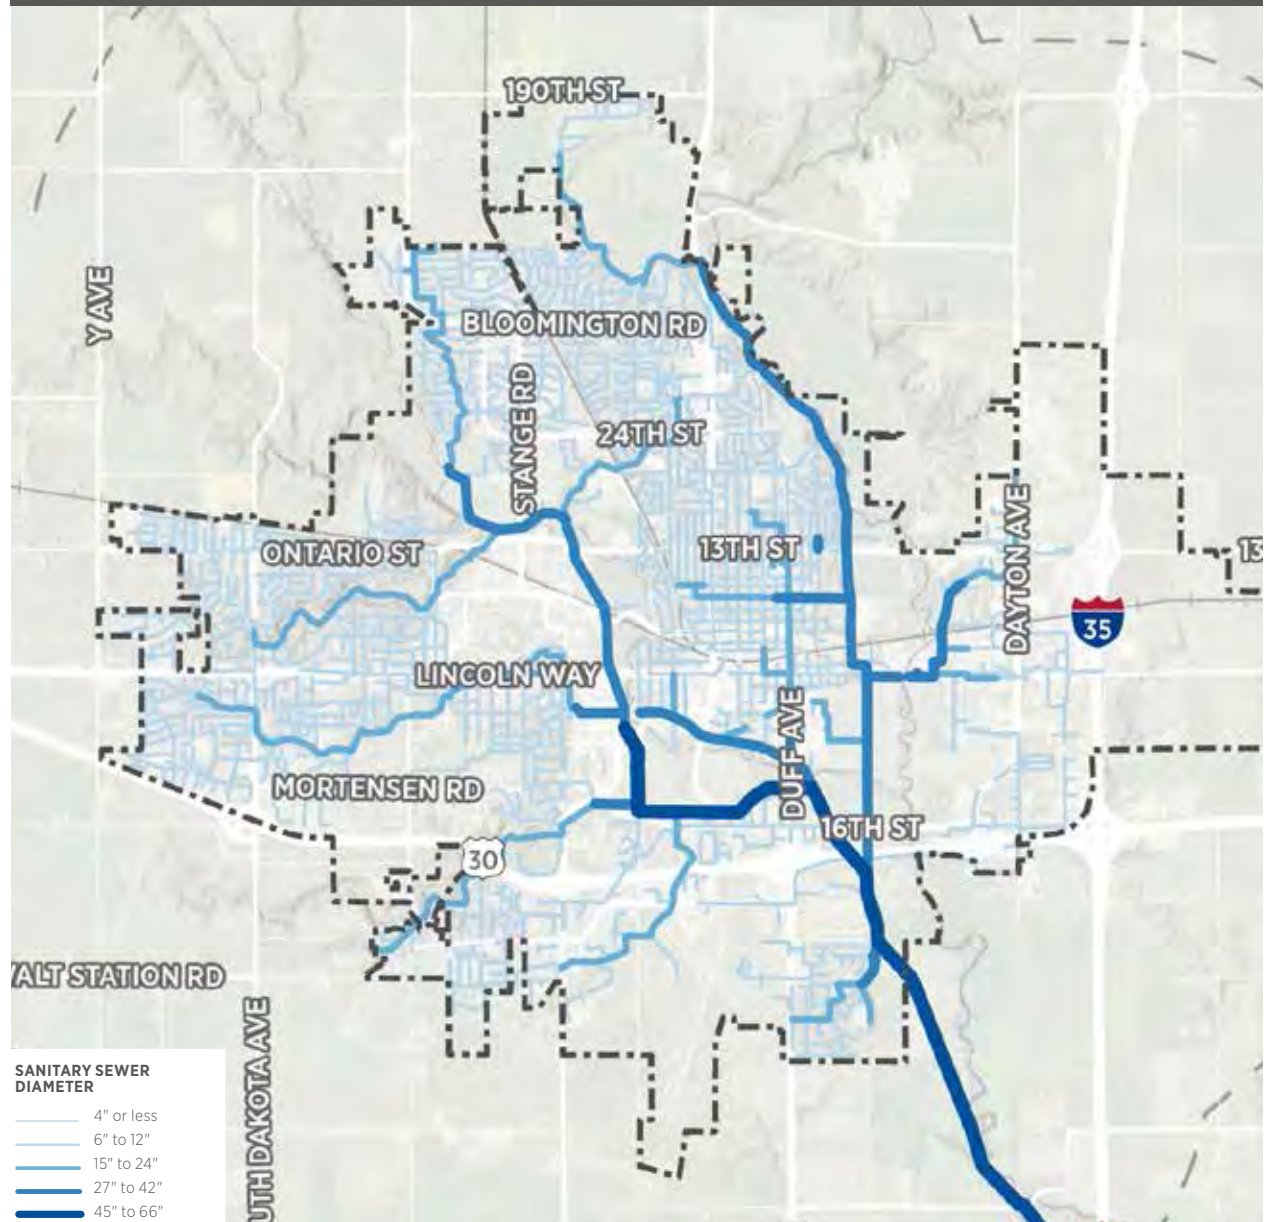 190TH ST
Y AVE
BLOOMINGTON RD
STANGE RD
24TH ST
ONTARIO ST
13TH ST
DAYTON AVE
13
35
LINCOLN WAY
DUFF AVE
MORTENSEN RD
16TH ST
30
ALT STATION RD
UTH DAKOTA AVE
SANITARY SEWER
DIAMETER
4" or less
6" to 12"
15" to 24"
27" to 42"
45" to 66"